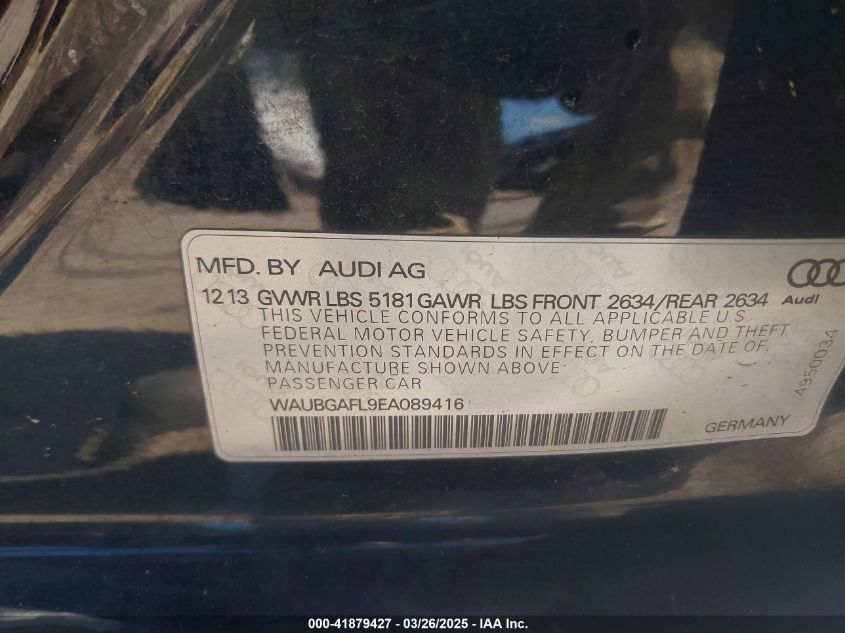 MFD. BY AUDI AG
12 13 GVWR LBS 5181 GAWR LBS FRONT 2634/REAR 2634
Audi
THIS VEHICLE CONFORMS TO ALL APPLICABLE U.S.
FEDERAL MOTOR VEHICLE SAFETY, BUMPER AND THEFT
PREVENTION STANDARDS IN EFFECT ON THE DATE OF
MANUFACTURE SHOWN ABOVE
PASSENGER CAR
4950034
WAUBGAFL9EA089416
GERMANY
000-41879427 - 03/26/2025 - IAA Inc.